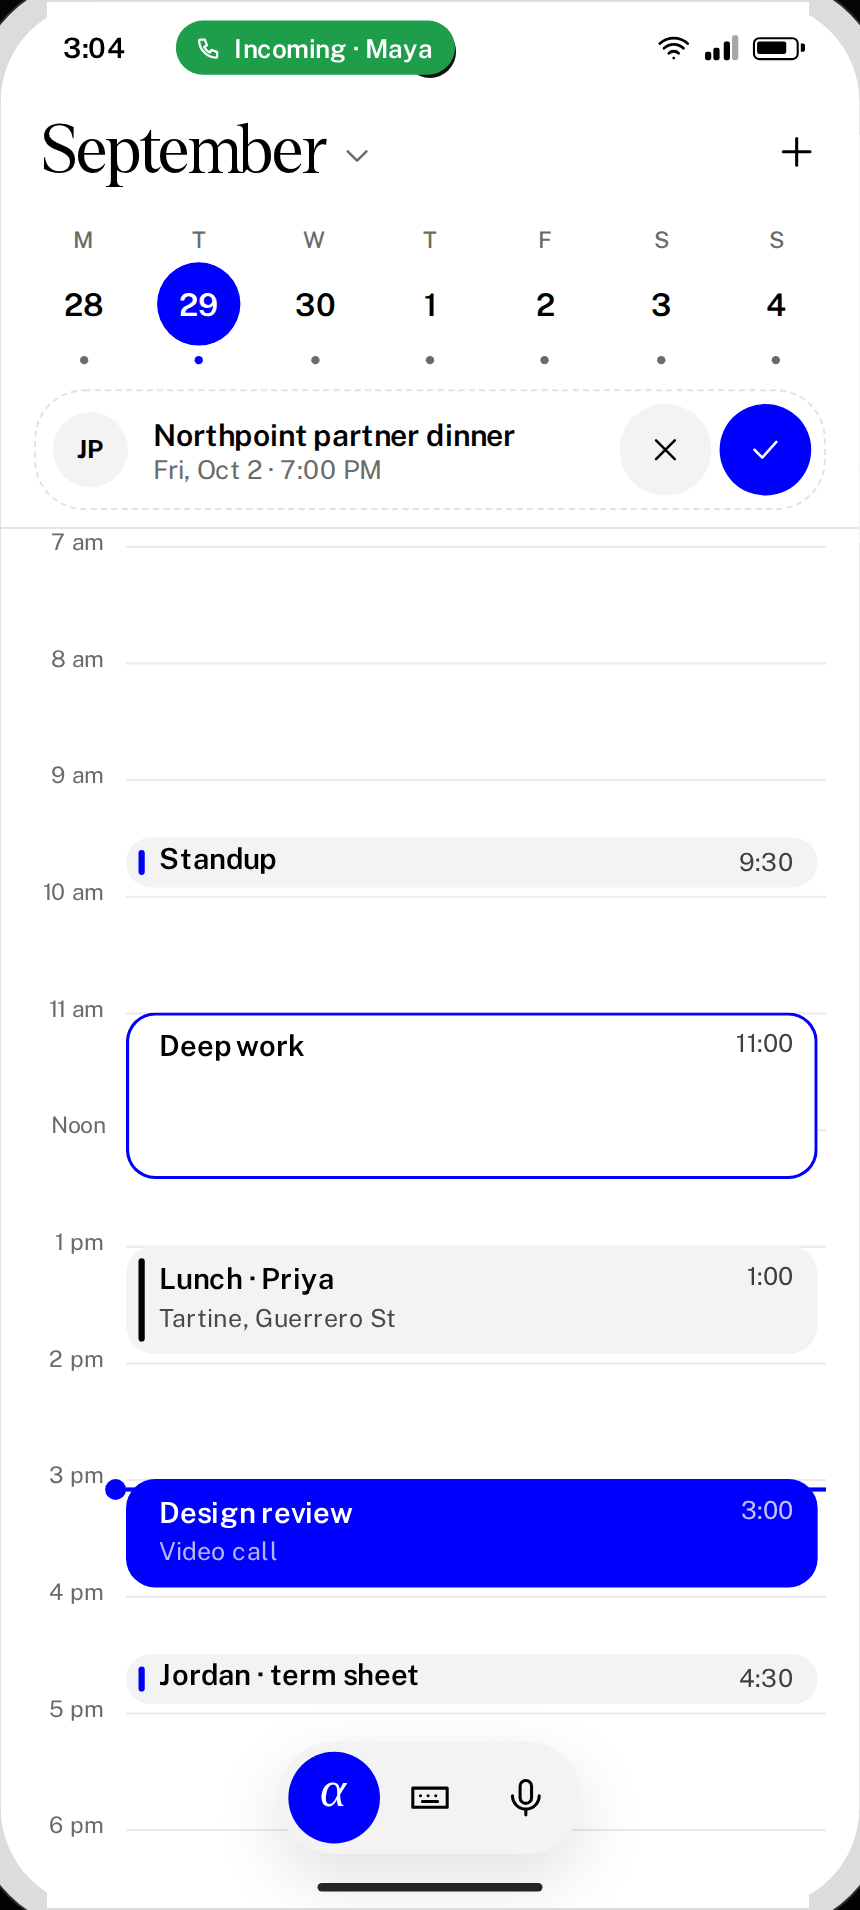 3:04
Incoming · Maya
September
M T W T F S S
28 29 30 1 2 3 4
JP
Northpoint partner dinner
Fri, Oct 2 · 7:00 PM
7 am
8 am
9 am
Standup 9:30
10 am
11 am
Deep work 11:00
Noon
1 pm
Lunch · Priya 1:00
Tartine, Guerrero St
2 pm
3 pm
Design review 3:00
Video call
4 pm
Jordan · term sheet 4:30
5 pm
α
6 pm